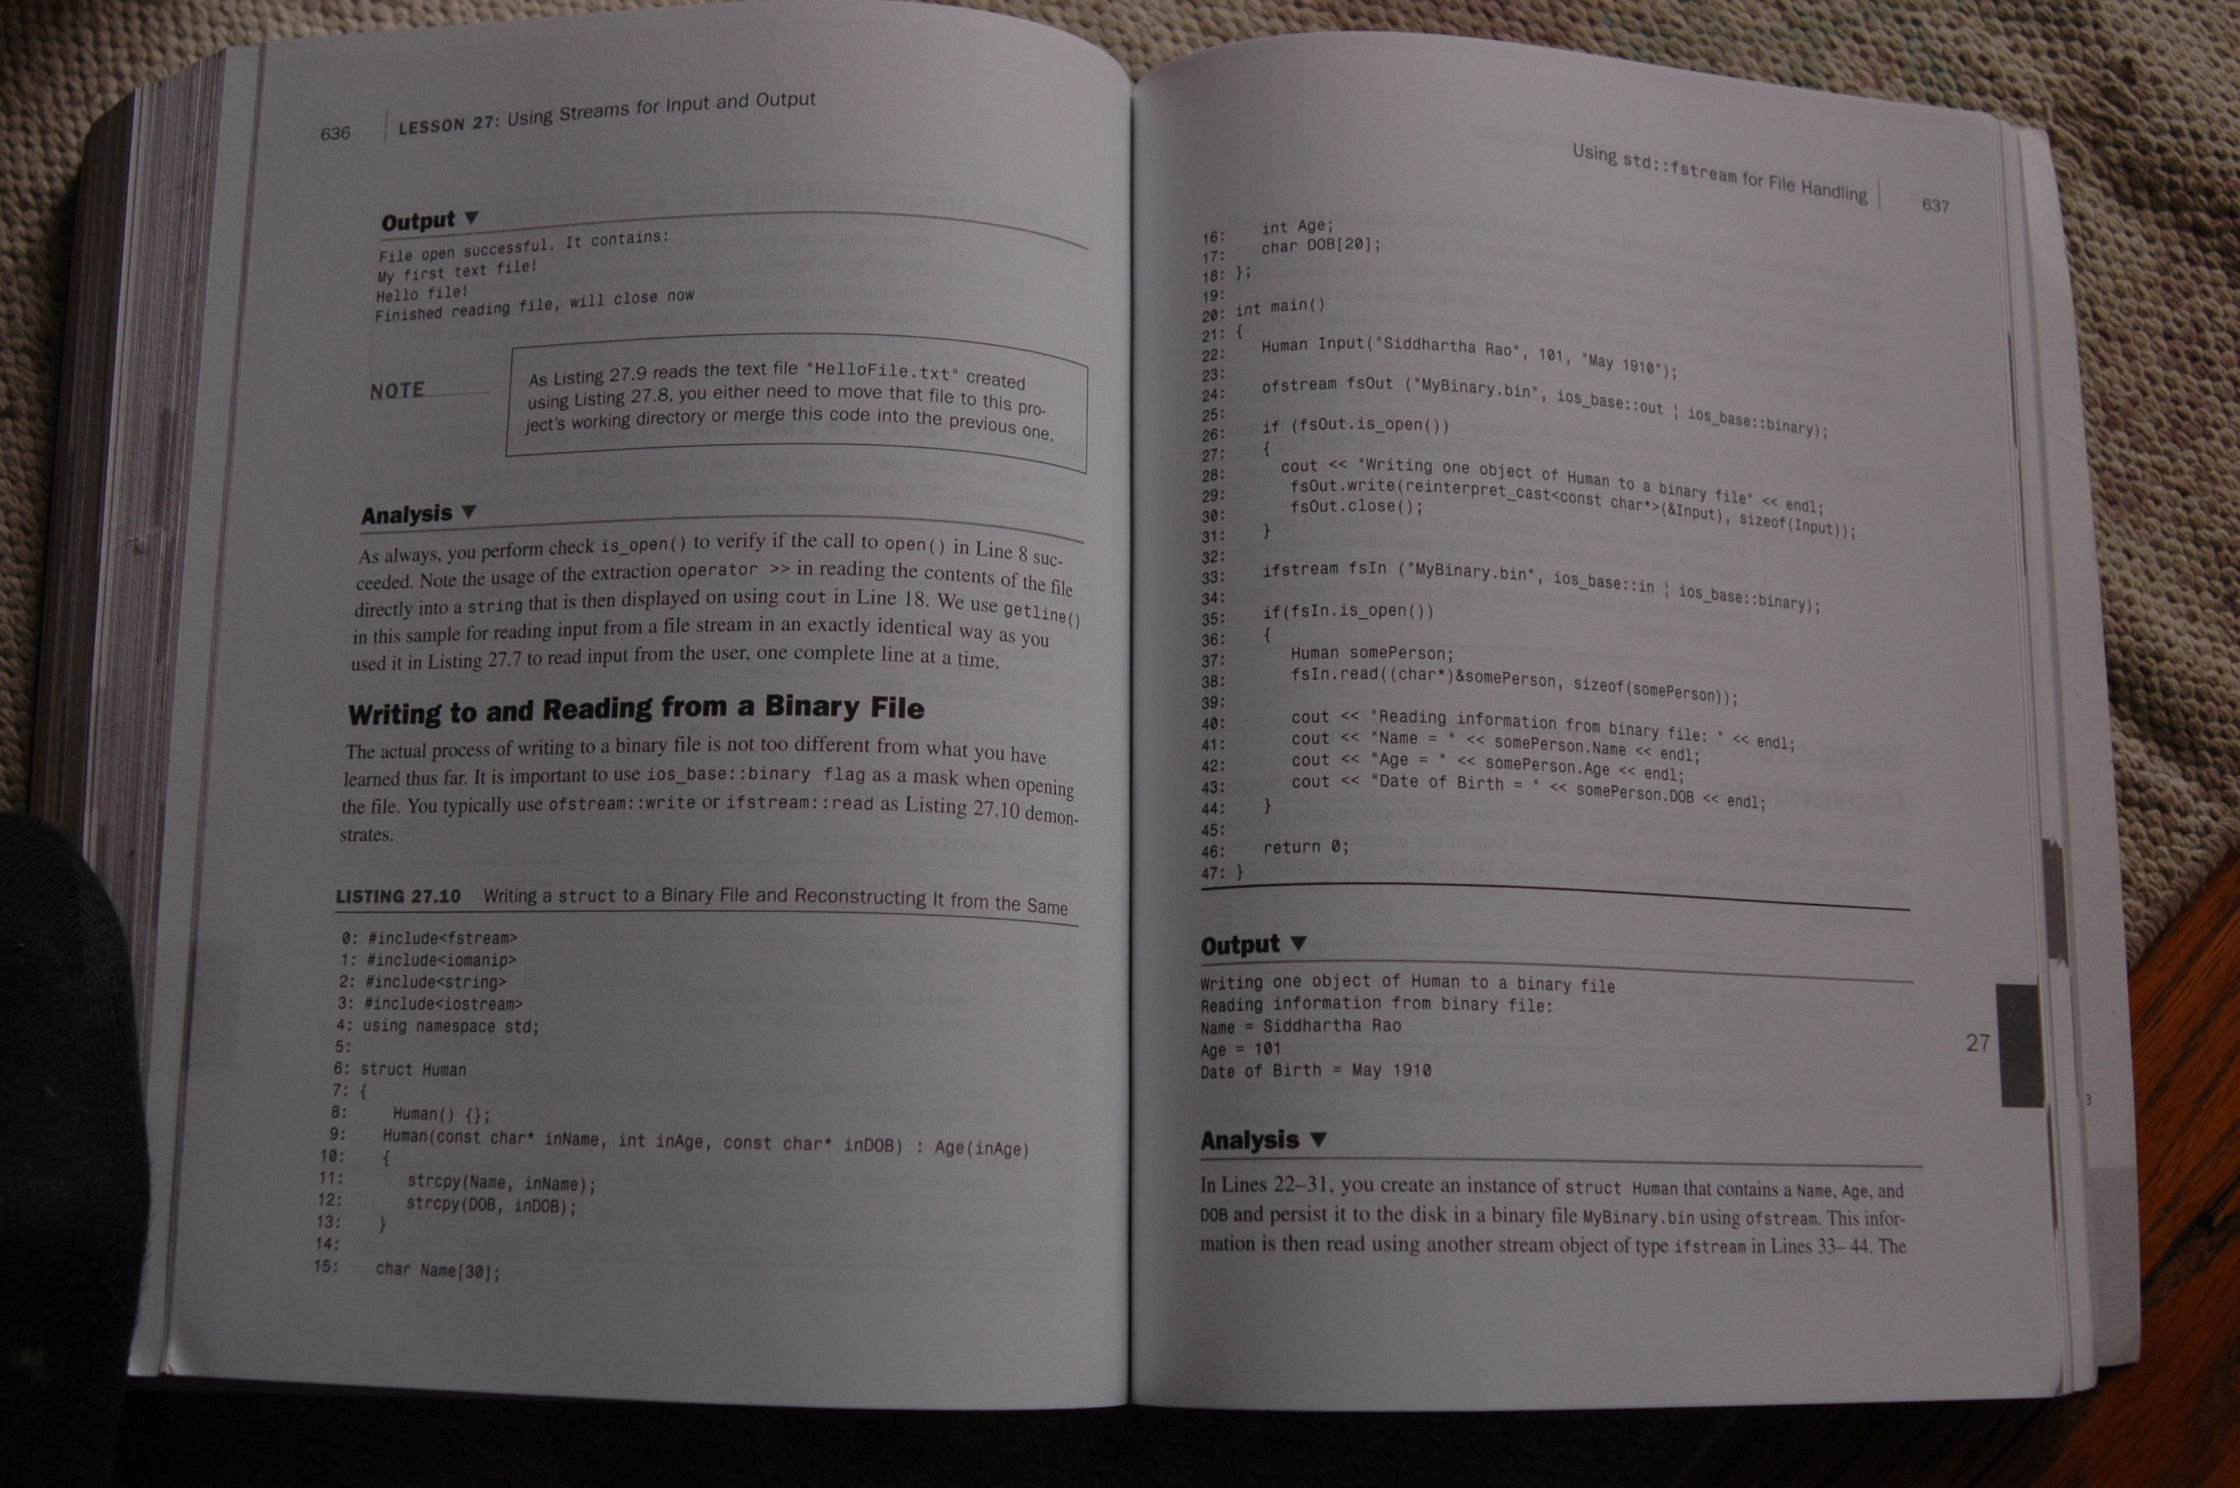 636
LESSON 27: Using Streams for Input and Output
Output ▼
File open successful. It contains:
My first text file!
Hello file!
Finished reading file, will close now
NOTE
As Listing 27.9 reads the text file "HelloFile.txt" created
using Listing 27.8, you either need to move that file to this pro-
ject's working directory or merge this code into the previous one.
Analysis ▼
As always, you perform check is_open() to verify if the call to open() in Line 8 suc-
ceeded. Note the usage of the extraction operator >> in reading the contents of the file
directly into a string that is then displayed on using cout in Line 18. We use getline()
in this sample for reading input from a file stream in an exactly identical way as you
used it in Listing 27.7 to read input from the user, one complete line at a time.
Writing to and Reading from a Binary File
The actual process of writing to a binary file is not too different from what you have
learned thus far. It is important to use ios_base::binary flag as a mask when opening
the file. You typically use ofstream::write or ifstream::read as Listing 27.10 demon-
strates.
LISTING 27.10 Writing a struct to a Binary File and Reconstructing It from the Same
0: #include<fstream>
1: #include<iomanip>
2: #include<string>
3: #include<iostream>
4: using namespace std;
5:
6: struct Human
7: {
8: Human() {};
9: Human(const char* inName, int inAge, const char* inDOB) : Age(inAge)
10: {
11: strcpy(Name, inName);
12: strcpy(DOB, inDOB);
13: }
14:
15: char Name[30];
Using std::fstream for File Handling
637
16: int Age;
17: char DOB[20];
18: };
19:
20: int main()
21: {
22: Human Input("Siddhartha Rao", 101, "May 1910");
23:
24: ofstream fsOut ("MyBinary.bin", ios_base::out | ios_base::binary);
25:
26: if (fsOut.is_open())
27: {
28: cout << "Writing one object of Human to a binary file" << endl;
29: fsOut.write(reinterpret_cast<const char*>(&Input), sizeof(Input));
30: fsOut.close();
31: }
32:
33: ifstream fsIn ("MyBinary.bin", ios_base::in | ios_base::binary);
34:
35: if(fsIn.is_open())
36: {
37: Human somePerson;
38: fsIn.read((char*)&somePerson, sizeof(somePerson));
39:
40: cout << "Reading information from binary file: " << endl;
41: cout << "Name = " << somePerson.Name << endl;
42: cout << "Age = " << somePerson.Age << endl;
43: cout << "Date of Birth = " << somePerson.DOB << endl;
44: }
45:
46: return 0;
47: }
Output ▼
Writing one object of Human to a binary file
Reading information from binary file:
Name = Siddhartha Rao
Age = 101
Date of Birth = May 1910
27
Analysis ▼
In Lines 22–31, you create an instance of struct Human that contains a Name, Age, and
DOB and persist it to the disk in a binary file MyBinary.bin using ofstream. This infor-
mation is then read using another stream object of type ifstream in Lines 33– 44. The